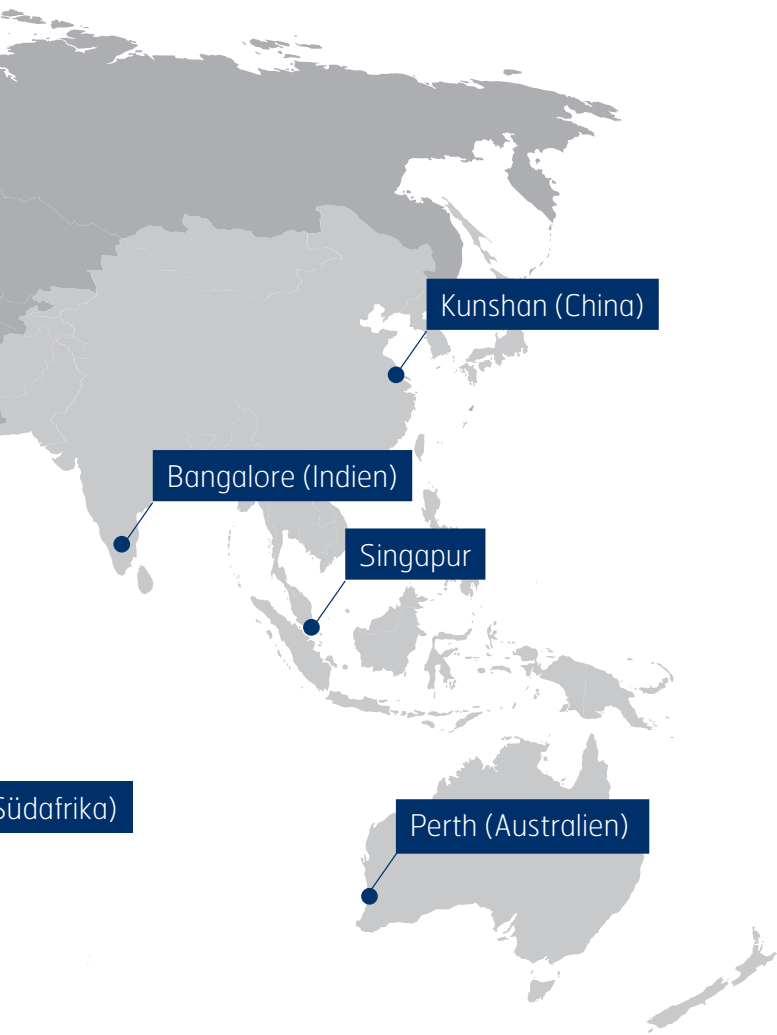 Kunshan (China)
Bangalore (Indien)
Singapur
Südafrika)
Perth (Australien)